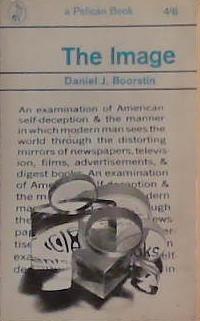 a Pelican Book 4/6
The Image
Daniel J. Boorstin
An examination of American
self-deception & the manner
in which modern man sees the
world through the distorting
mirrors of newspapers, televis-
ion, films, advertisements, &
digest books. An examination
of
the m